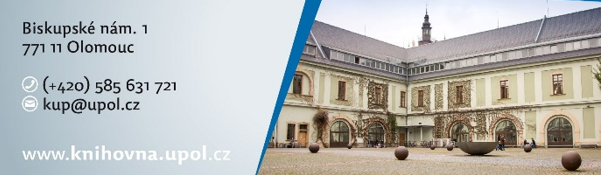 Biskupské nám. 1
771 11 Olomouc
(+420) 585 631 721
kup@upol.cz
www.knihovna.upol.cz